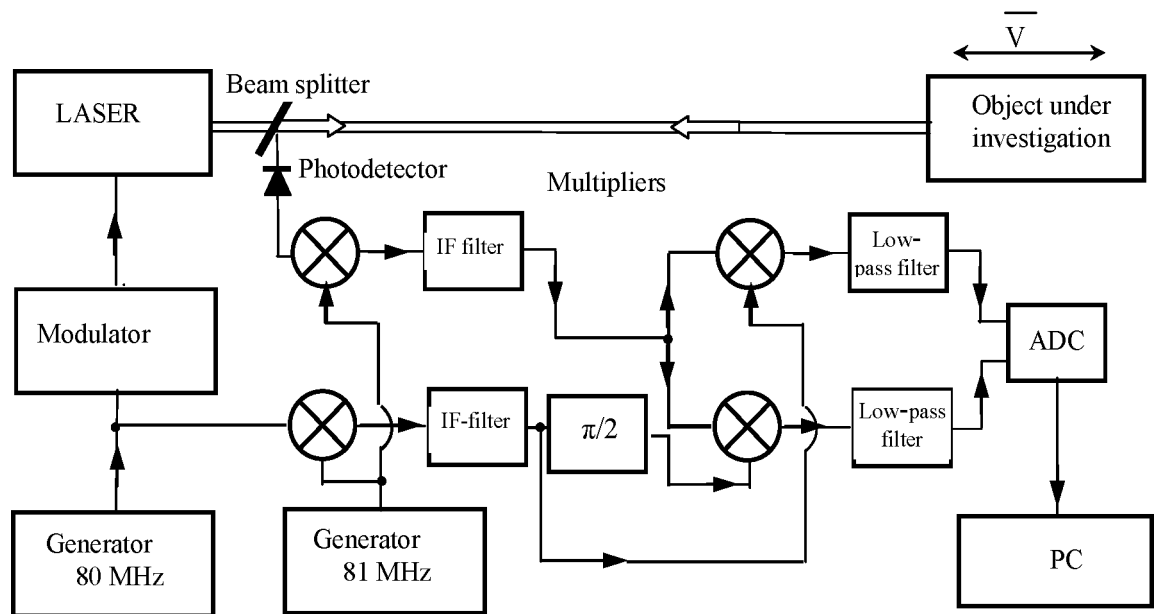 V
Beam splitter
LASER
Object under
investigation
Photodetector
Multipliers
IF filter
Low-
pass filter
Modulator
ADC
IF-filter
π/2
Low-pass
filter
Generator
80 MHz
Generator
81 MHz
PC